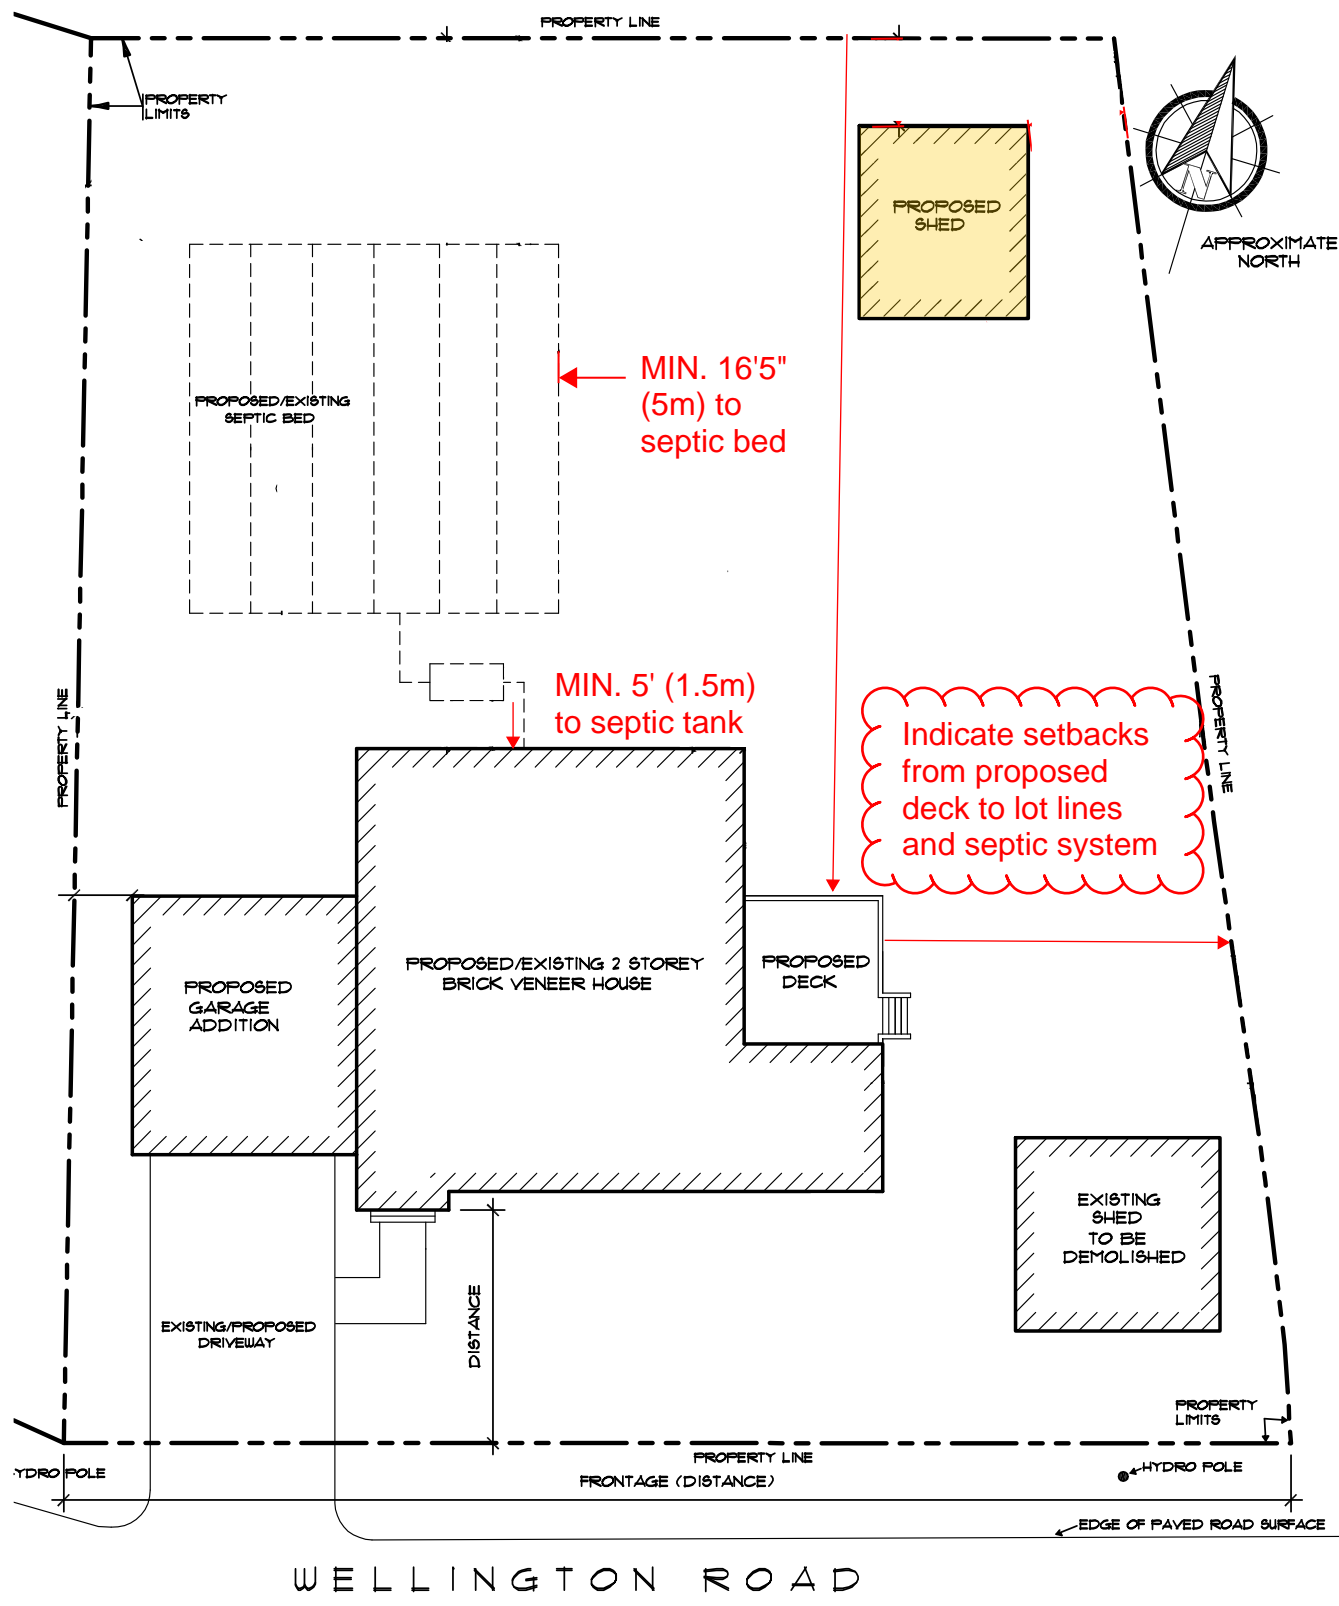 PROPERTY LINE
PROPERTY
LIMITS
N
APPROXIMATE
NORTH
PROPOSED
SHED
MIN. 16'5"
(5m) to
septic bed
PROPOSED/EXISTING
SEPTIC BED
MIN. 5' (1.5m)
to septic tank
PROPERTY LINE
PROPERTY LINE
Indicate setbacks
from proposed
deck to lot lines
and septic system
PROPOSED
GARAGE
ADDITION
PROPOSED/EXISTING 2 STOREY
BRICK VENEER HOUSE
PROPOSED
DECK
EXISTING
SHED
TO BE
DEMOLISHED
EXISTING/PROPOSED
DRIVEWAY
DISTANCE
PROPERTY
LIMITS
PROPERTY LINE
YDRO POLE
FRONTAGE (DISTANCE)
HYDRO POLE
EDGE OF PAVED ROAD SURFACE
WELLINGTON ROAD